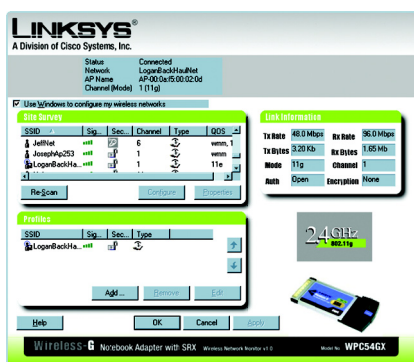 LINKSYS®
A Division of Cisco Systems, Inc.
Status Connected
Network LoganBackHaulNet
AP Name AP-00:0a:f5:00:02:0d
Channel (Mode) 1 (11g)
Use Windows to configure my wireless networks
Site Survey
SSID Sig... Sec... Channel Type QOS
JeffNet 6 wmm, 1
JosephAp253 1 wmm
LoganBackHa... 1 11e
Re-Scan Configure Properties
Profiles
SSID Sig... Sec... Type
LoganBackHa...
Add ... Remove Edit
Link Information
Tx Rate 48.0 Mbps Rx Rate 96.0 Mbps
Tx Bytes 3.20 Kb Rx Bytes 1.65 Mb
Mode 11g Channel 1
Auth Open Encryption None
2.4 GHz
802.11g
Help OK Cancel Apply
Wireless-G Notebook Adapter with SRX Wireless Network Monitor v1.0 Model No. WPC54GX